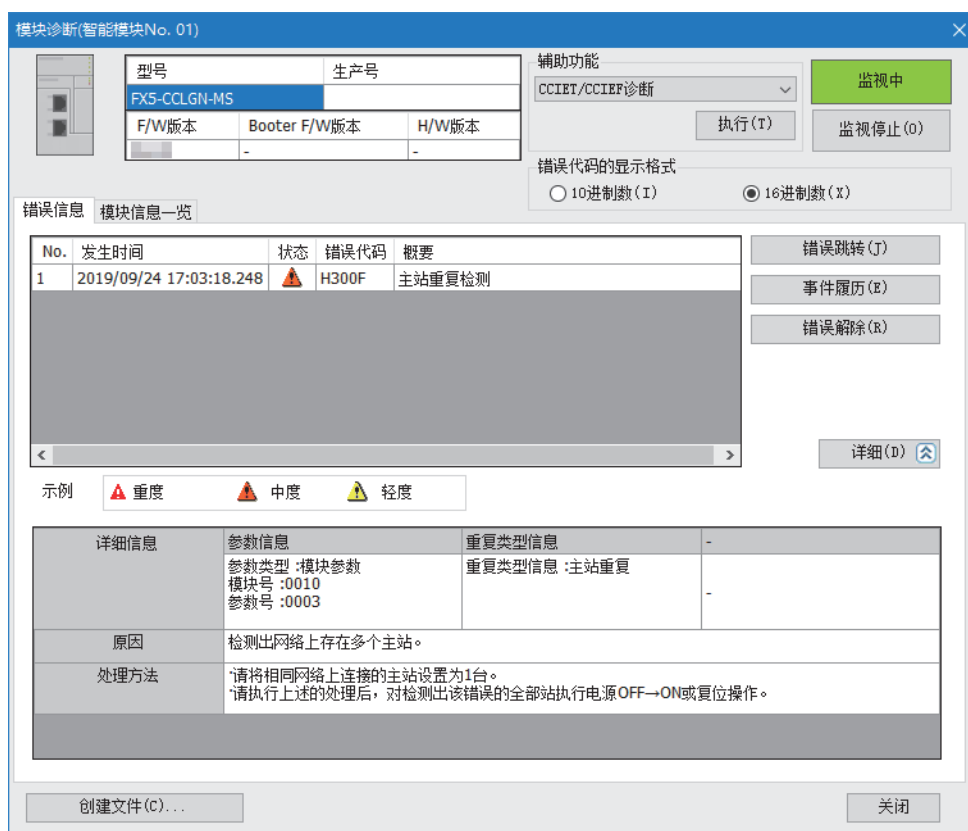 模块诊断(智能模块No. 01)
型号 生产号
FX5-CCLGN-MS
F/W版本 Booter F/W版本 H/W版本
- -
辅助功能
CCIET/CCIEF诊断
执行(T)
监视中
监视停止(O)
错误代码的显示格式
10进制数(I) 16进制数(X)
错误信息 模块信息一览
No. 发生时间 状态 错误代码 概要
1 2019/09/24 17:03:18.248 H300F 主站重复检测
错误跳转(J)
事件履历(E)
错误解除(R)
详细(D)
示例 重度 中度 轻度
详细信息 参数信息 重复类型信息 -
参数类型 :模块参数 重复类型信息 :主站重复
模块号 :0010
参数号 :0003 -
原因 检测出网络上存在多个主站。
处理方法 ·请将相同网络上连接的主站设置为1台。
·请执行上述的处理后，对检测出该错误的全部站执行电源OFF→ON或复位操作。
创建文件(C)... 关闭